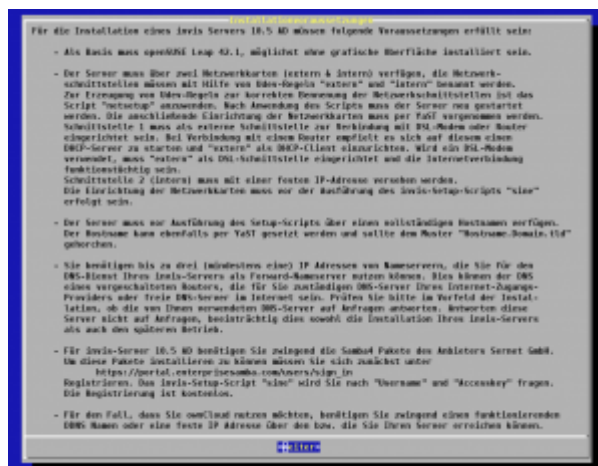 Installationsvoraussetzungen
Für die Installation eines invis Servers 10.5 AD müssen folgende Voraussetzungen erfüllt sein:
- Als Basis muss openSUSE Leap 42.1, möglichst ohne grafische Oberfläche installiert sein.
- Der Server muss über zwei Netzwerkkarten (extern & intern) verfügen, die Netzwerk-
schnittstellen müssen mit Hilfe von Udev-Regeln "extern" und "intern" benannt werden.
Zur Erzeugung von Udev-Regeln zur korrekten Benennung der Netzwerkschnittstellen ist das
Script "netsetup" anzuwenden. Nach Anwendung des Scripts muss der Server neu gestartet
werden. Die anschließende Einrichtung der Netzwerkkarten muss per YaST vorgenommen werden.
Schnittstelle 1 muss als externe Schnittstelle zur Verbindung mit DSL-Modem oder Router
eingerichtet sein. Bei Verbindung mit einem Router empfielt es sich auf diesem einen
DHCP-Server zu starten und "extern" als DHCP-Client einzurichten. Wird ein DSL-Modem
verwendet, muss "extern" als DSL-Schnittstelle eingerichtet und die Internetverbindung
funktionstüchtig sein.
Schnittstelle 2 (intern) muss mit einer festen IP-Adresse versehen werden.
Die Einrichtung der Netzwerkkarten muss vor der Ausführung des invis-Setup-Scripts "sine"
erfolgt sein.
- Der Server muss vor Ausführung des Setup-Scripts über einen vollständigen Hostnamen verfügen.
Der Hostname kann ebenfalls per YaST gesetzt werden und sollte dem Muster "Hostname.Domain.tld"
gehorchen.
- Sie benötigen bis zu drei (mindestens eine) IP Adressen von Nameservern, die Sie für den
DNS-Dienst Ihres invis-Servers als Forward-Nameserver nutzen können. Dies können der DNS
eines vorgeschalteten Routers, die für Sie zuständigen DNS-Server Ihres Internet-Zugangs-
Providers oder freie DNS-Server im Internet sein. Prüfen Sie bitte im Vorfeld der Instal-
lation, ob die von Ihnen verwendeten DNS-Server auf Anfragen antworten. Antworten diese
Server nicht auf Anfragen, beeinträchtig dies sowohl die Installation Ihres invis-Servers
als auch den späteren Betrieb.
- Für invis-Server 10.5 AD benötigen Sie zwingend die Samba4 Pakete des Anbieters Sernet GmbH.
Um diese Pakete installieren zu können müssen Sie sich zunächst unter
https://portal.enterprisesamba.com/users/sign_in
Registrieren. Das invis-Setup-Script "sine" wird Sie nach "Username" und "Accesskey" fragen.
Die Registrierung ist kostenlos.
- Für den Fall, dass Sie ownCloud nutzen möchten, benötigen Sie zwingend einen funktionierenden
DDNS Namen oder eine feste IP Adresse über den bzw. die Sie Ihren Server erreichen können.